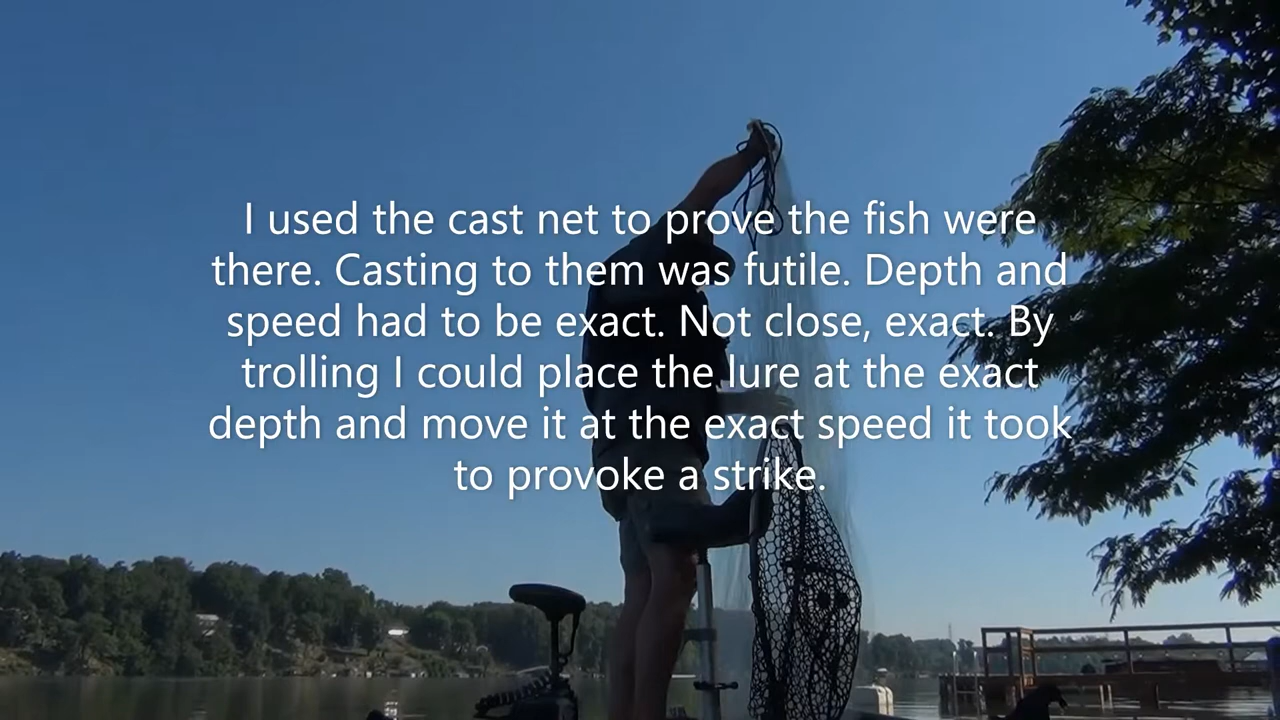 I used the cast net to prove the fish were
there. Casting to them was futile. Depth and
speed had to be exact. Not close, exact. By
trolling I could place the lure at the exact
depth and move it at the exact speed it took
to provoke a strike.